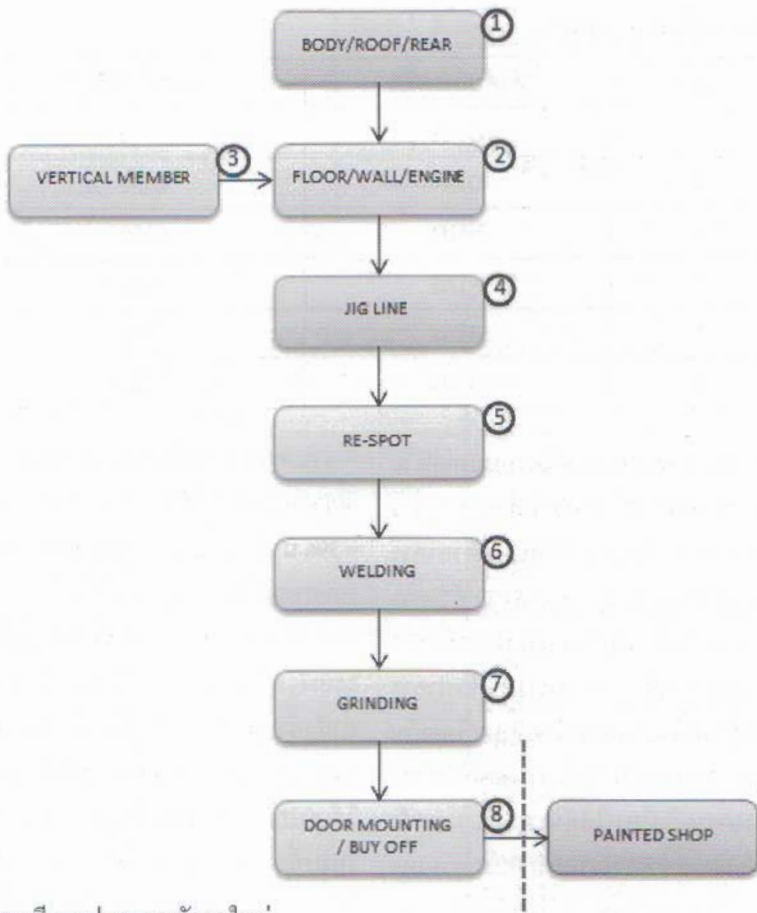 1
BODY/ROOF/REAR
3
VERTICAL MEMBER
2
FLOOR/WALL/ENGINE
4
JIG LINE
5
RE-SPOT
6
WELDING
7
GRINDING
8
DOOR MOUNTING
/ BUY OFF
PAINTED SHOP